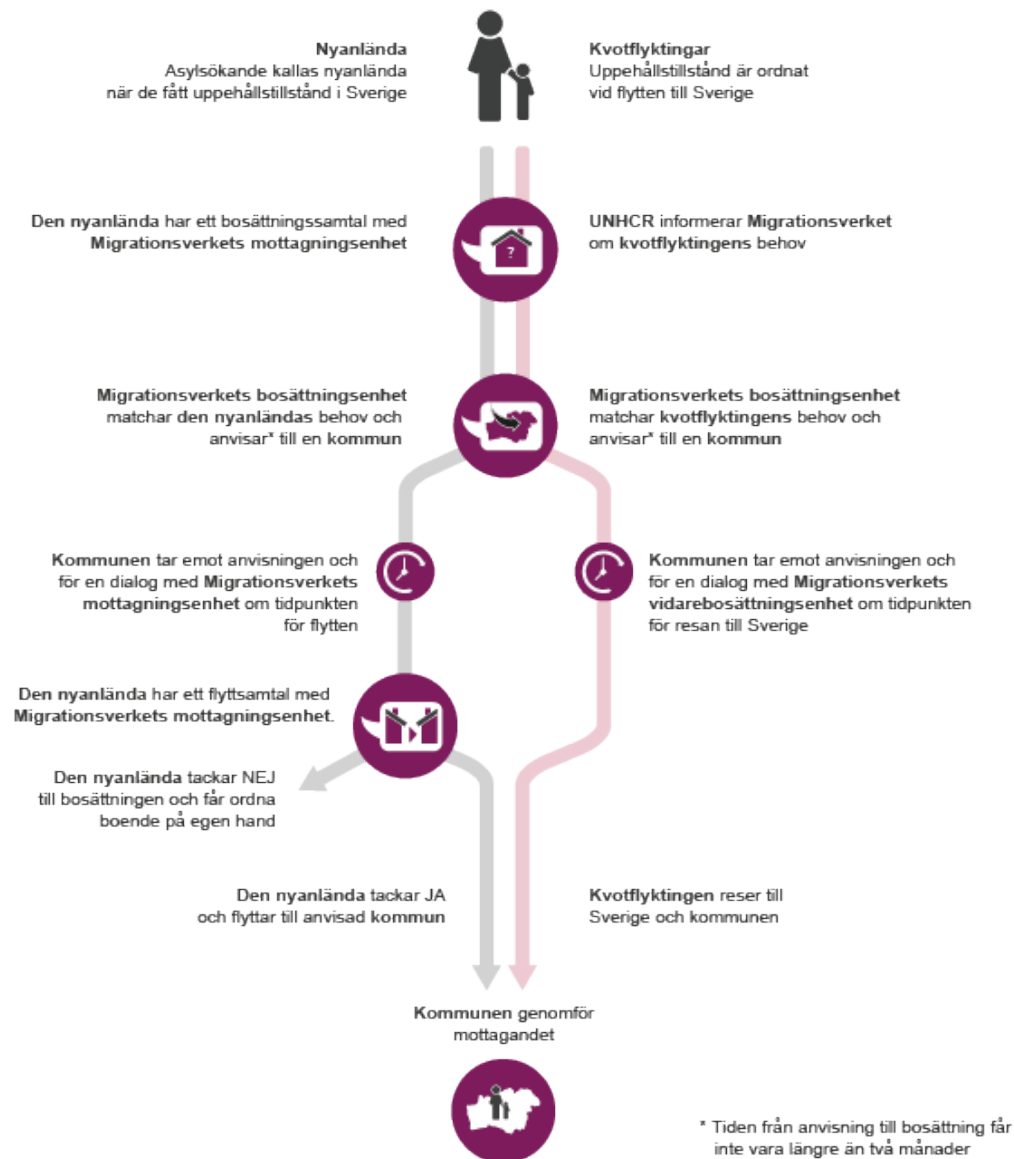 Nyanlända
Asylsökande kallas nyanlända
när de fått uppehållstillstånd i Sverige
Kvotflyktingar
Uppehållstillstånd är ordnat
vid flytten till Sverige
Den nyanlända har ett bosättningssamtal med
Migrationsverkets mottagningsenhet
UNHCR informerar Migrationsverket
om kvotflyktingens behov
?
Migrationsverkets bosättningsenhet
matchar den nyanländas behov och
anvisar* till en kommun
Migrationsverkets bosättningsenhet
matchar kvotflyktingens behov och
anvisar* till en kommun
Kommunen tar emot anvisningen och
för en dialog med Migrationsverkets
mottagningsenhet om tidpunkten
för flytten
Kommunen tar emot anvisningen och
för en dialog med Migrationsverkets
vidarebosättningsenhet om tidpunkten
för resan till Sverige
Den nyanlända har ett flyttsamtal med
Migrationsverkets mottagningsenhet.
Den nyanlända tackar NEJ
till bosättningen och får ordna
boende på egen hand
Den nyanlända tackar JA
och flyttar till anvisad kommun
Kvotflyktingen reser till
Sverige och kommunen
Kommunen genomför
mottagandet
* Tiden från anvisning till bosättning får
inte vara längre än två månader